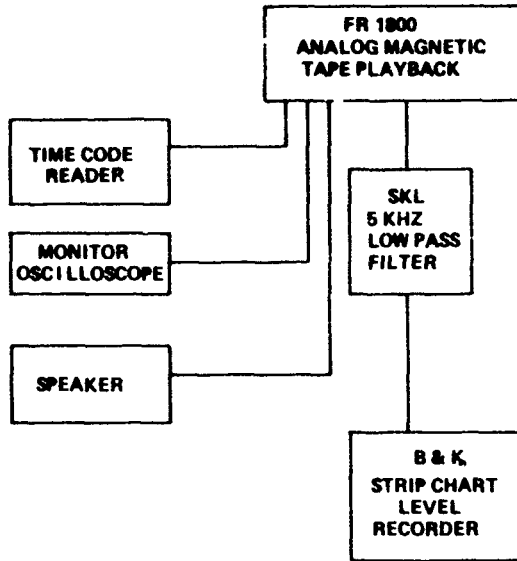 FR 1800
ANALOG MAGNETIC
TAPE PLAYBACK
TIME CODE
READER
SKL
5 KHZ
LOW PASS
FILTER
MONITOR
OSCILLOSCOPE
SPEAKER
B & K,
STRIP CHART
LEVEL
RECORDER